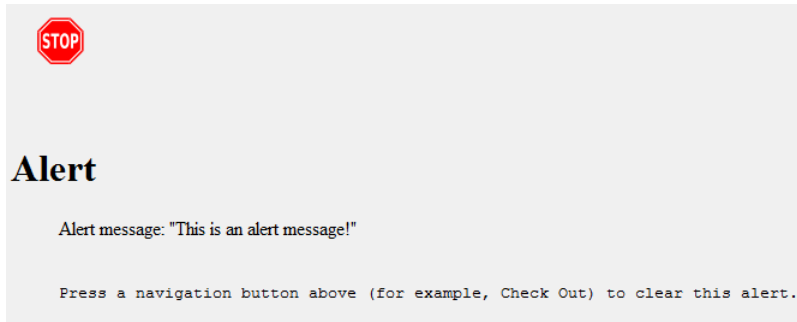 STOP
Alert
Alert message: "This is an alert message!"
Press a navigation button above (for example, Check Out) to clear this alert.